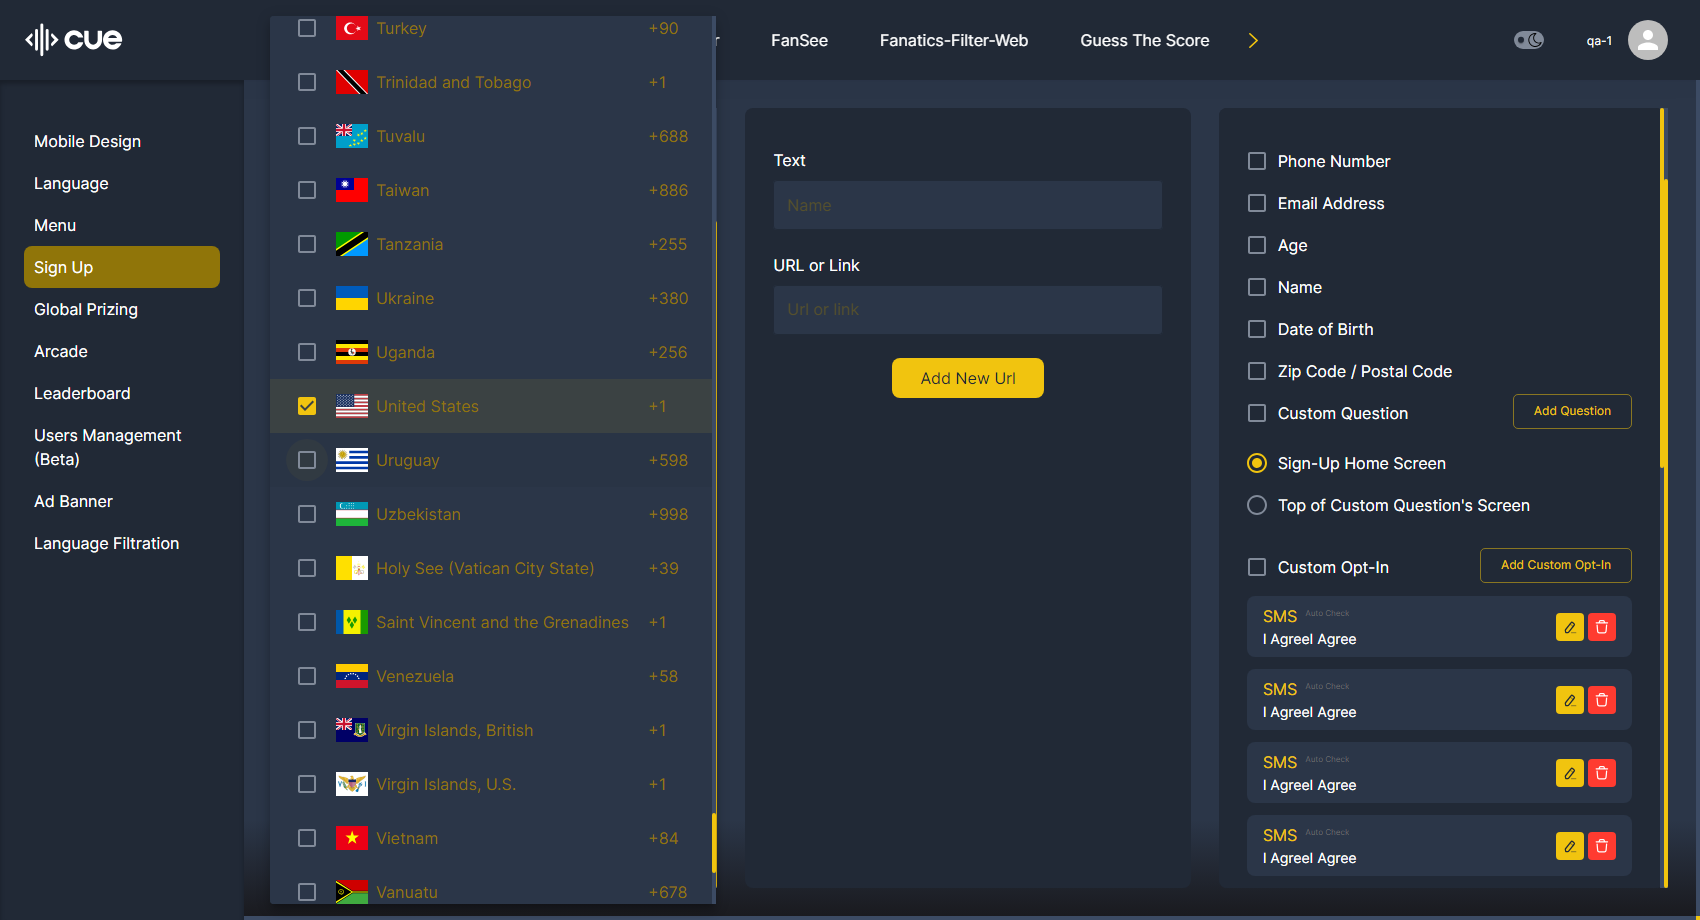 cue
FanSee
Fanatics-Filter-Web
Guess The Score
qa-1
Mobile Design
Language
Menu
Sign Up
Global Prizing
Arcade
Leaderboard
Users Management
(Beta)
Ad Banner
Language Filtration
Turkey +90
Trinidad and Tobago +1
Tuvalu +688
Taiwan +886
Tanzania +255
Ukraine +380
Uganda +256
United States +1
Uruguay +598
Uzbekistan +998
Holy See (Vatican City State) +39
Saint Vincent and the Grenadines +1
Venezuela +58
Virgin Islands, British +1
Virgin Islands, U.S. +1
Vietnam +84
Vanuatu +678
Text
Name
URL or Link
Url or link
Add New Url
Phone Number
Email Address
Age
Name
Date of Birth
Zip Code / Postal Code
Custom Question
Add Question
Sign-Up Home Screen
Top of Custom Question's Screen
Custom Opt-In
Add Custom Opt-In
SMS Auto Check
I AgreeI Agree
SMS Auto Check
I AgreeI Agree
SMS Auto Check
I AgreeI Agree
SMS Auto Check
I AgreeI Agree